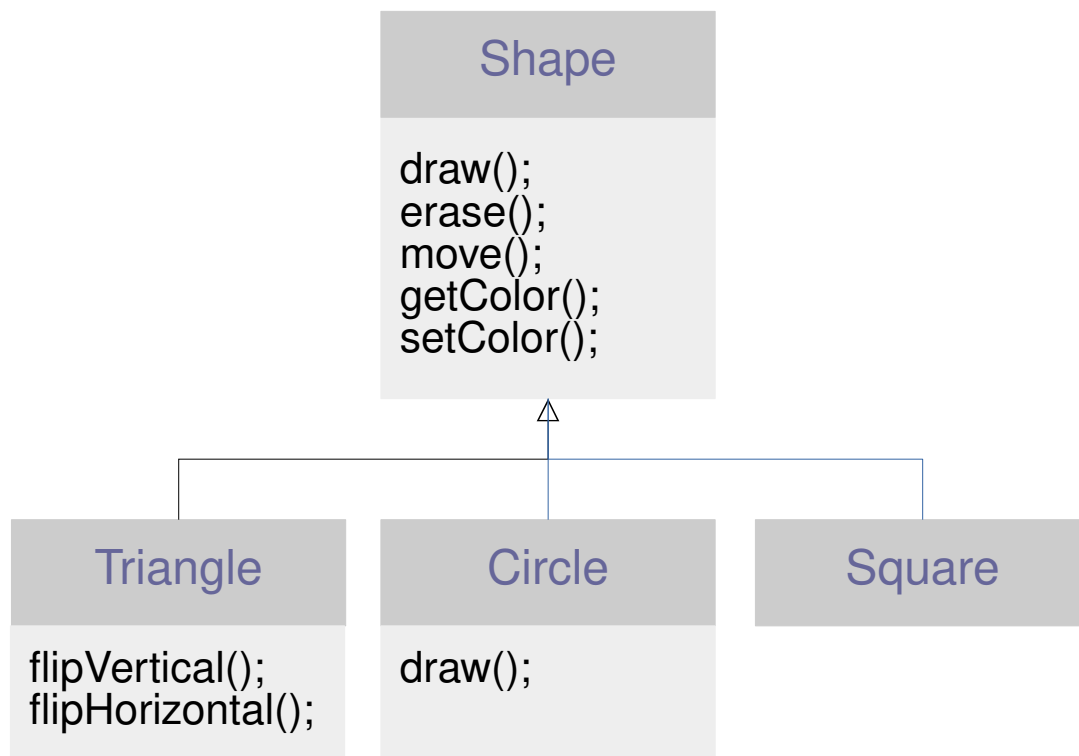 Shape
draw();
erase();
move();
getColor();
setColor();
Triangle
flipVertical();
flipHorizontal();
Circle
draw();
Square